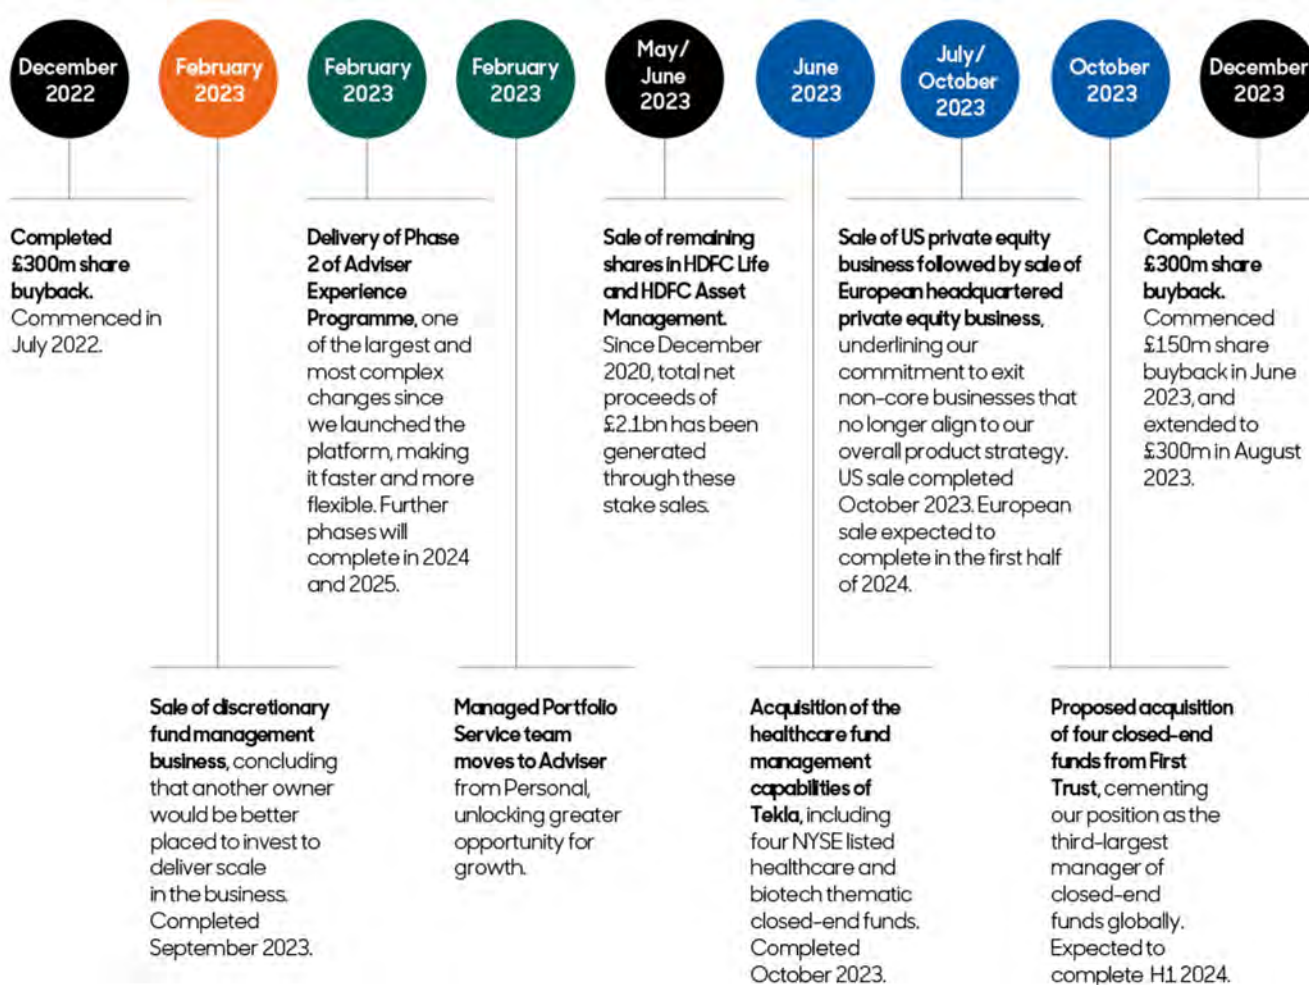 December
2022
February
2023
February
2023
February
2023
May/
June
2023
June
2023
July/
October
2023
October
2023
December
2023
Completed
£300m share
buyback.
Commenced in
July 2022.
Delivery of Phase
2 of Adviser
Experience
Programme, one
of the largest and
most complex
changes since
we launched the
platform, making
it faster and more
flexible. Further
phases will
complete in 2024
and 2025.
Sale of remaining
shares in HDFC Life
and HDFC Asset
Management.
Since December
2020, total net
proceeds of
£2.1bn has been
generated
through these
stake sales.
Sale of US private equity
business followed by sale of
European headquartered
private equity business,
underlining our
commitment to exit
non-core businesses that
no longer align to our
overall product strategy.
US sale completed
October 2023. European
sale expected to
complete in the first half
of 2024.
Completed
£300m share
buyback.
Commenced
£150m share
buyback in June
2023, and
extended to
£300m in August
2023.
Sale of discretionary
fund management
business, concluding
that another owner
would be better
placed to invest to
deliver scale
in the business.
Completed
September 2023.
Managed Portfolio
Service team
moves to Adviser
from Personal,
unlocking greater
opportunity for
growth.
Acquisition of the
healthcare fund
management
capabilities of
Tekla, including
four NYSE listed
healthcare and
biotech thematic
closed-end funds.
Completed
October 2023.
Proposed acquisition
of four closed-end
funds from First
Trust, cementing
our position as the
third-largest
manager of
closed-end
funds globally.
Expected to
complete H1 2024.